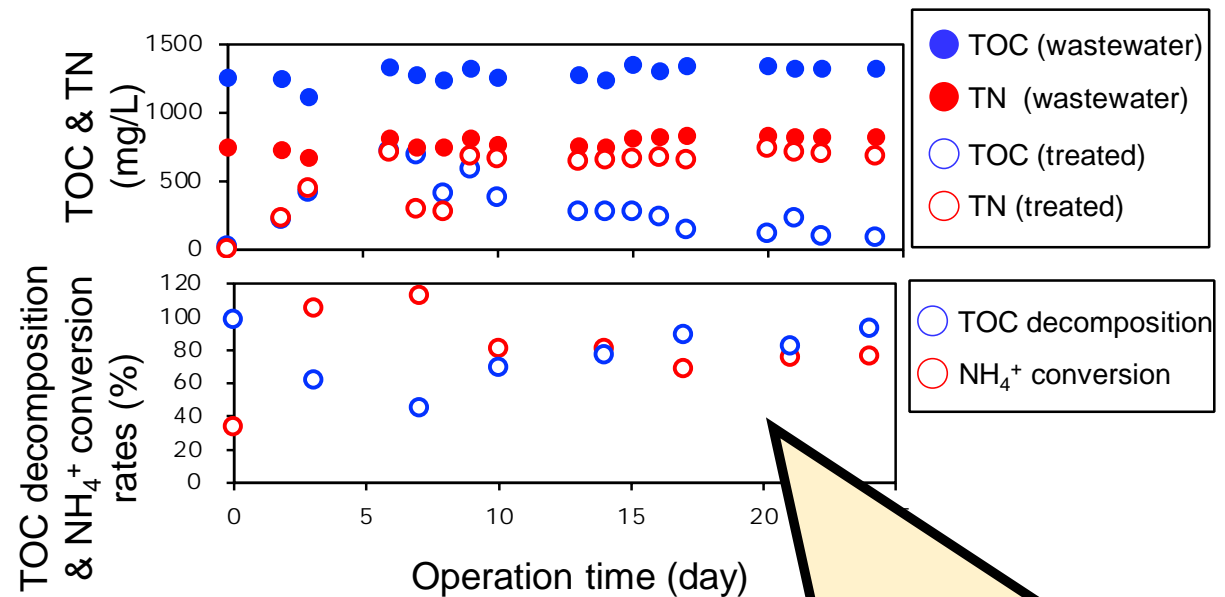 TOC & TN
(mg/L)
1500
1000
500
0
TOC (wastewater)
TN (wastewater)
TOC (treated)
TN (treated)
TOC decomposition
& NH₄⁺ conversion
rates (%)
120
100
80
60
40
20
0
0 5 10 15 20
Operation time (day)
TOC decomposition
NH₄⁺ conversion